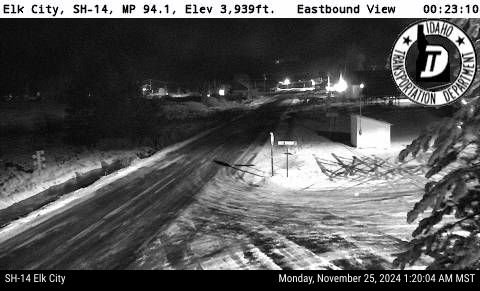 Elk City, SH-14, MP 94.1, Elev 3,939ft. Eastbound View 00:23:10
IDAHO
TRANSPORTATION DEPARTMENT
SH-14 Elk City Monday, November 25, 2024 1:20:04 AM MST